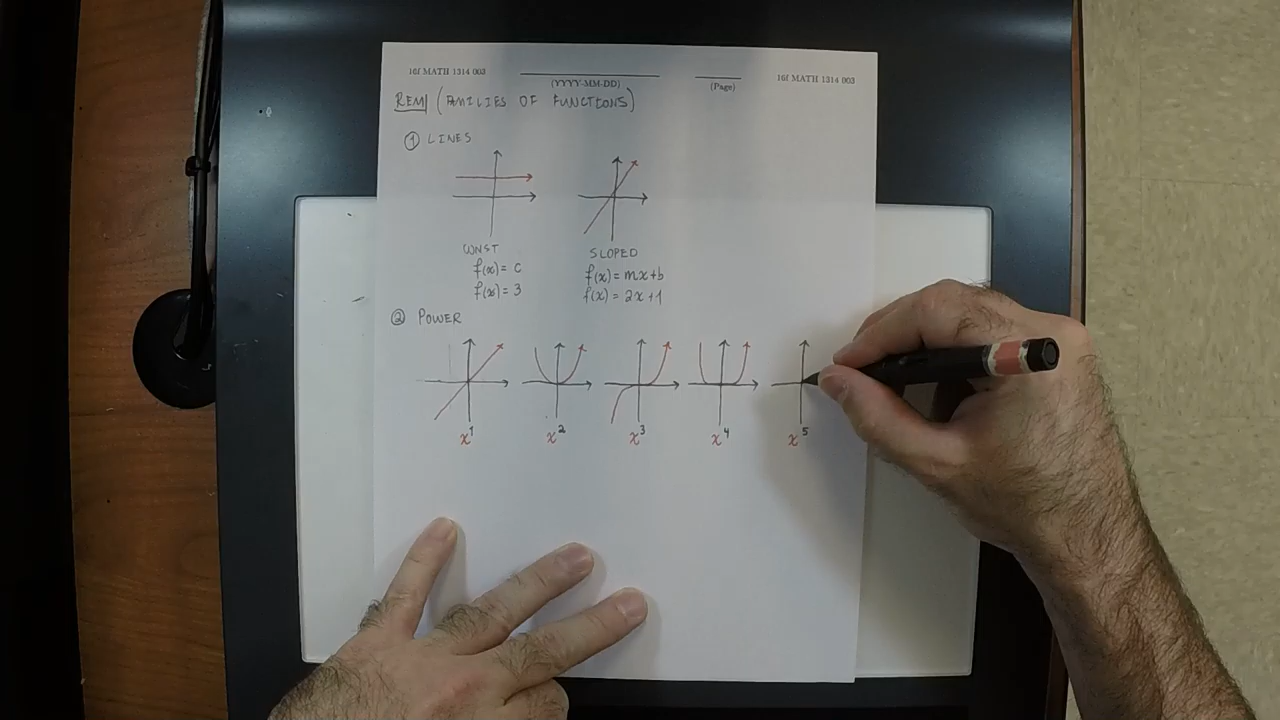 16f MATH 1314 003 (YYYY-MM-DD) (Page) 16f MATH 1314 003
REM (FAMILIES OF FUNCTIONS)
① LINES
CONST SLOPED
f(x) = c f(x) = mx+b
f(x) = 3 f(x) = 2x+1
② POWER
x¹ x² x³ x⁴ x⁵